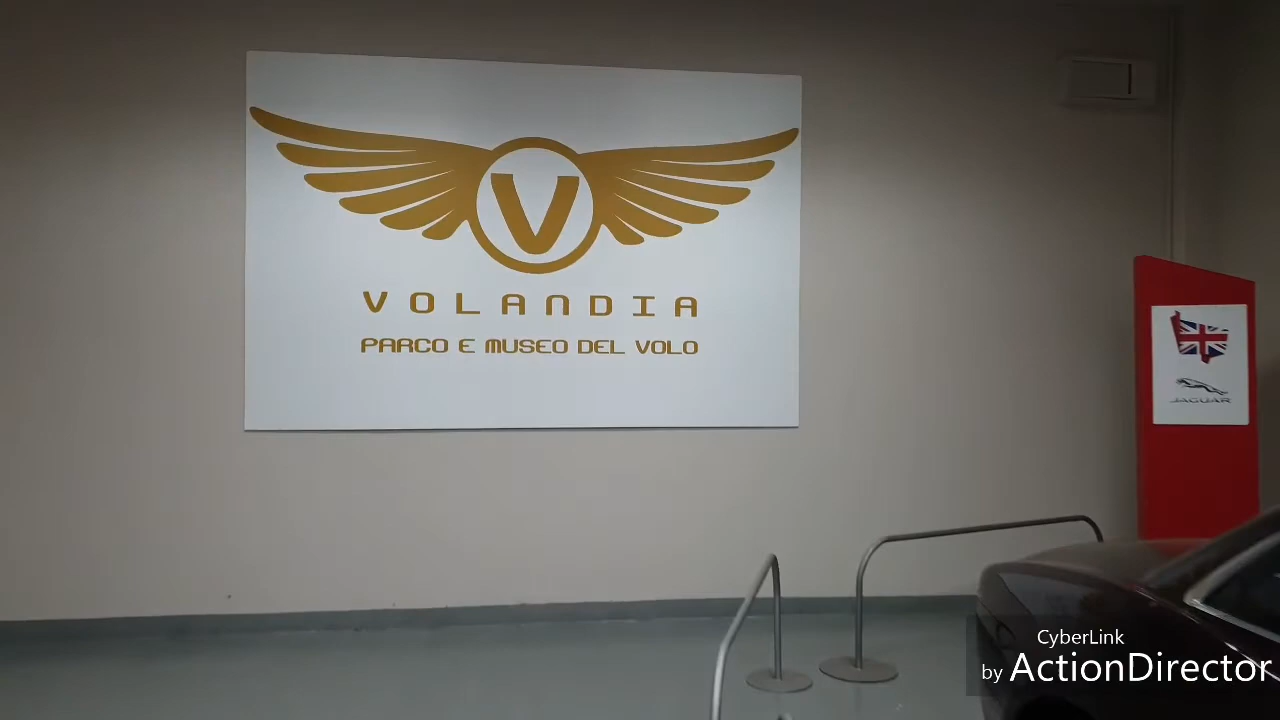 V
VOLANDIA
PARCO E MUSEO DEL VOLO
JAGUAR
CyberLink
by ActionDirector